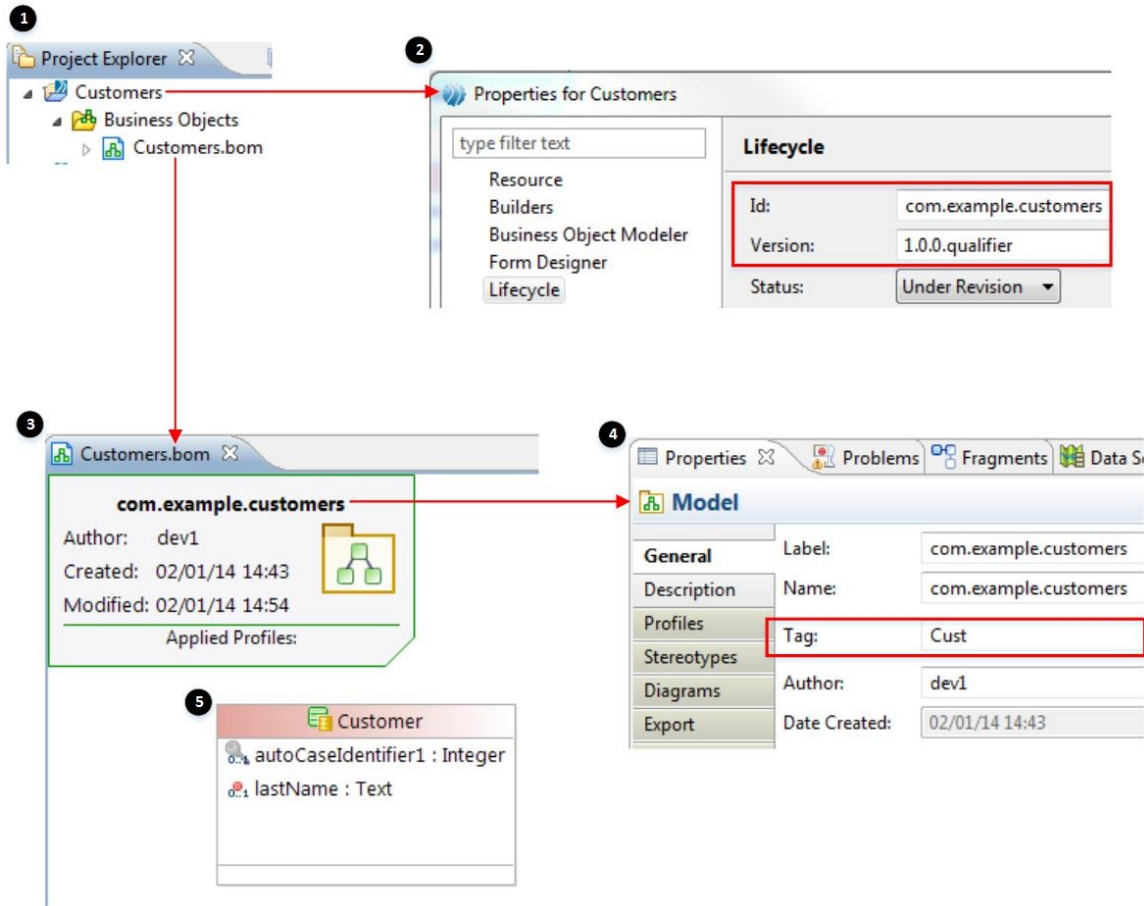 1
Project Explorer
Customers
Business Objects
Customers.bom
2
Properties for Customers
type filter text
Resource
Builders
Business Object Modeler
Form Designer
Lifecycle
Lifecycle
Id: com.example.customers
Version: 1.0.0.qualifier
Status: Under Revision
3
Customers.bom
com.example.customers
Author: dev1
Created: 02/01/14 14:43
Modified: 02/01/14 14:54
Applied Profiles:
4
Properties Problems Fragments Data S
Model
General
Description
Profiles
Stereotypes
Diagrams
Export
Label: com.example.customers
Name: com.example.customers
Tag: Cust
Author: dev1
Date Created: 02/01/14 14:43
5
Customer
autoCaseIdentifier1 : Integer
lastName : Text